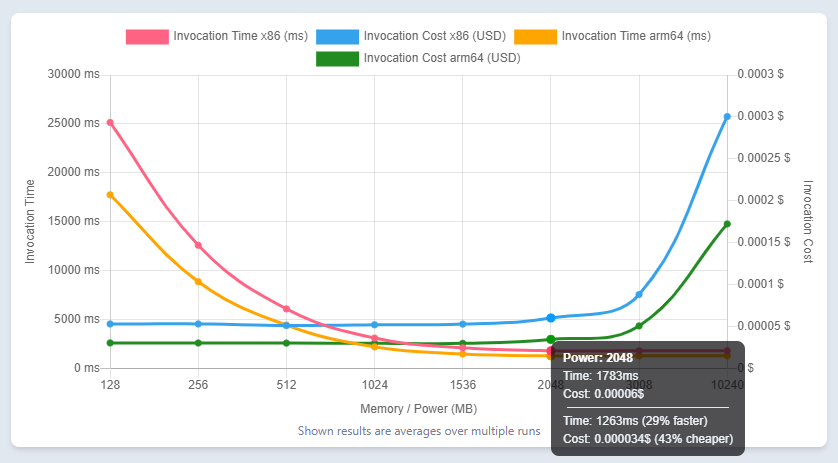 Invocation Time x86 (ms) Invocation Cost x86 (USD) Invocation Time arm64 (ms)
Invocation Cost arm64 (USD)
30000 ms 0.0003 $
25000 ms 0.0003 $
0.00025 $
20000 ms 0.0002 $
15000 ms 0.00015 $
10000 ms 0.0001 $
5000 ms 0.00005 $
0 ms $
Invocation Time
Invocation Cost
128 256 512 1024 1536 2048 3008 10240
Memory / Power (MB)
Shown results are averages over multiple runs
Power: 2048
Time: 1783ms
Cost: 0.00006$
Time: 1263ms (29% faster)
Cost: 0.000034$ (43% cheaper)